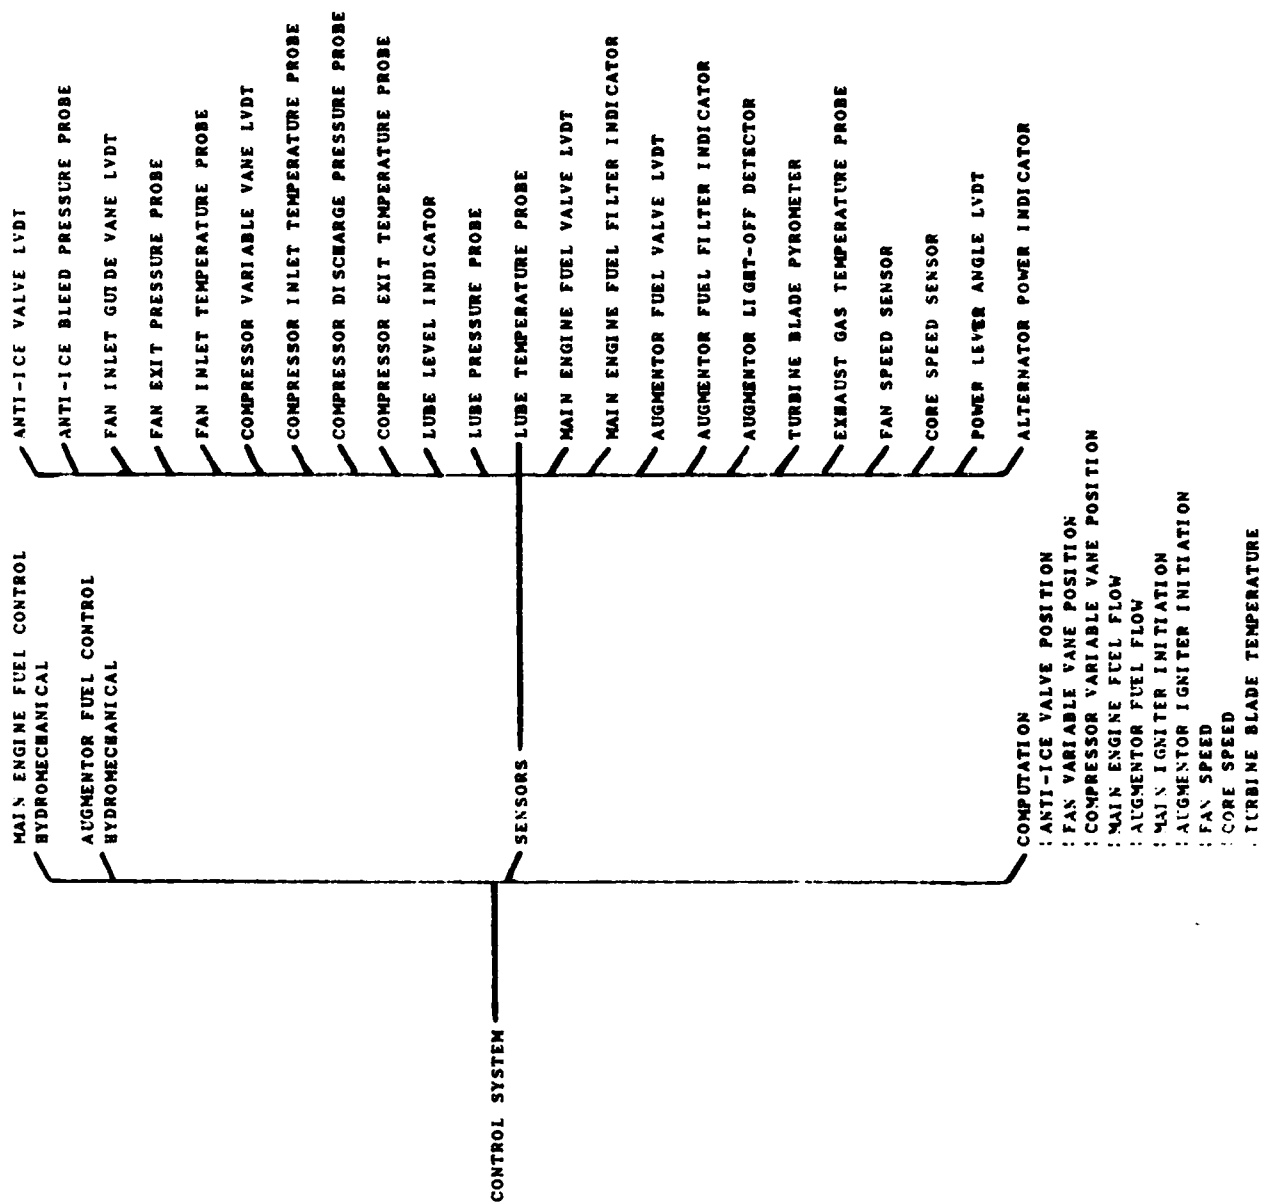 CONTROL SYSTEM
MAIN ENGINE FUEL CONTROL
HYDROMECHANICAL
AUGMENTOR FUEL CONTROL
HYDROMECHANICAL
SENSORS
ANTI-ICE VALVE LVDT
ANTI-ICE BLEED PRESSURE PROBE
FAN INLET GUIDE VANE LVDT
FAN EXIT PRESSURE PROBE
FAN INLET TEMPERATURE PROBE
COMPRESSOR VARIABLE VANE LVDT
COMPRESSOR INLET TEMPERATURE PROBE
COMPRESSOR DISCHARGE PRESSURE PROBE
COMPRESSOR EXIT TEMPERATURE PROBE
LUBE LEVEL INDICATOR
LUBE PRESSURE PROBE
LUBE TEMPERATURE PROBE
MAIN ENGINE FUEL VALVE LVDT
MAIN ENGINE FUEL FILTER INDICATOR
AUGMENTOR FUEL VALVE LVDT
AUGMENTOR FUEL FILTER INDICATOR
AUGMENTOR LIGHT-OFF DETECTOR
TURBINE BLADE PYROMETER
EXHAUST GAS TEMPERATURE PROBE
FAN SPEED SENSOR
CORE SPEED SENSOR
POWER LEVER ANGLE LVDT
ALTERNATOR POWER INDICATOR
COMPUTATION
: ANTI-ICE VALVE POSITION
: FAN VARIABLE VANE POSITION
: COMPRESSOR VARIABLE VANE POSITION
: MAIN ENGINE FUEL FLOW
: AUGMENTOR FUEL FLOW
: MAIN IGNITER INITIATION
: AUGMENTOR IGNITER INITIATION
: FAN SPEED
: CORE SPEED
. TURBINE BLADE TEMPERATURE